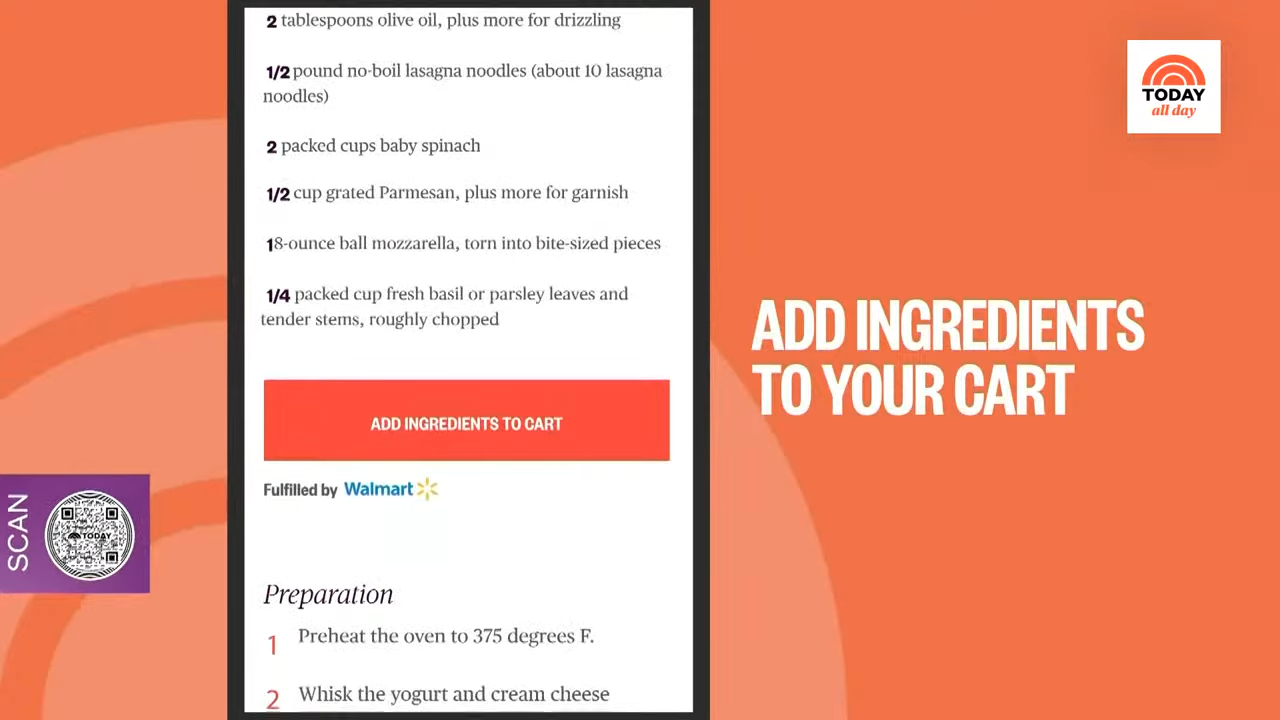 2 tablespoons olive oil, plus more for drizzling
1/2 pound no-boil lasagna noodles (about 10 lasagna
noodles)
2 packed cups baby spinach
1/2 cup grated Parmesan, plus more for garnish
1 8-ounce ball mozzarella, torn into bite-sized pieces
1/4 packed cup fresh basil or parsley leaves and
tender stems, roughly chopped
ADD INGREDIENTS TO CART
Fulfilled by Walmart
Preparation
1 Preheat the oven to 375 degrees F.
2 Whisk the yogurt and cream cheese
TODAY
all day
ADD INGREDIENTS
TO YOUR CART
SCAN
TODAY